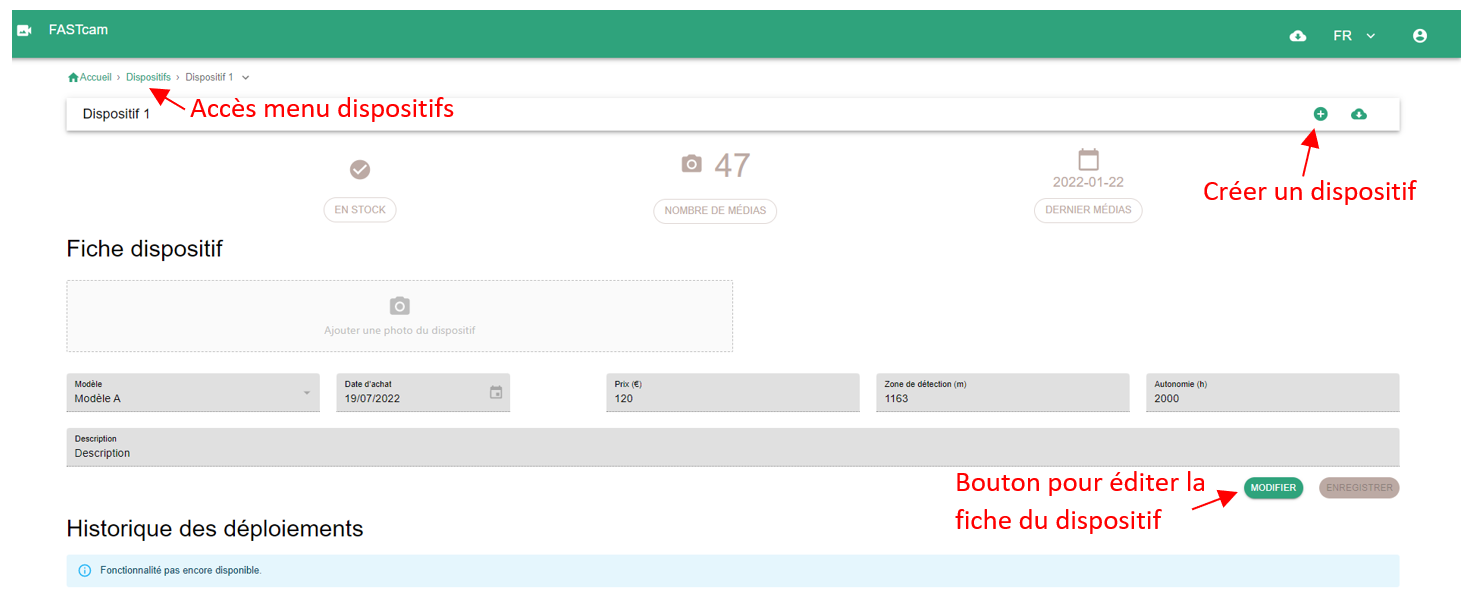 FASTcam
FR
Accueil › Dispositifs › Dispositif 1
Accès menu dispositifs
Dispositif 1
Créer un dispositif
47
2022-01-22
EN STOCK
NOMBRE DE MÉDIAS
DERNIER MÉDIAS
Fiche dispositif
Ajouter une photo du dispositif
Modèle
Modèle A
Date d'achat
19/07/2022
Prix (€)
120
Zone de détection (m)
1163
Autonomie (h)
2000
Description
Description
Bouton pour éditer la
fiche du dispositif
MODIFIER
ENREGISTRER
Historique des déploiements
Fonctionnalité pas encore disponible.